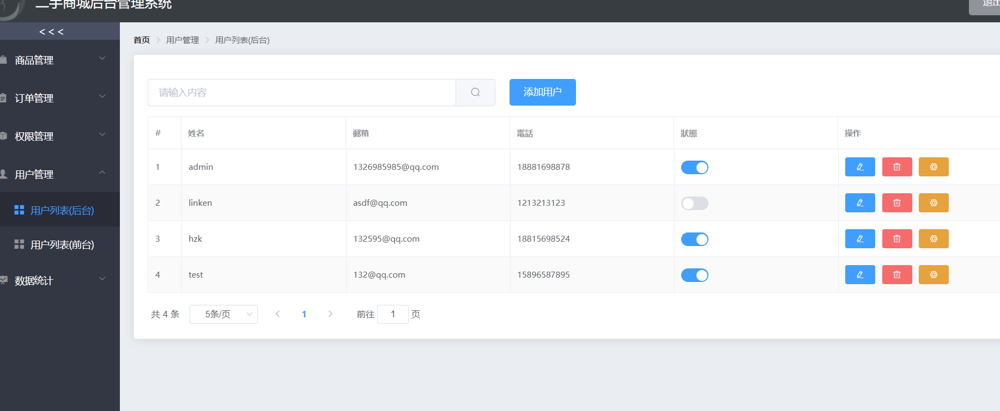 二手商城后台管理系统
退出
<<<
商品管理
订单管理
权限管理
用户管理
用户列表(后台)
用户列表(前台)
数据统计
首页 > 用户管理 > 用户列表(后台)
请输入内容
添加用户
# 姓名 郵箱 電話 狀態 操作
1 admin 1326985985@qq.com 18881698878
2 linken asdf@qq.com 1213213123
3 hzk 132595@qq.com 18815698524
4 test 132@qq.com 15896587895
共 4 条 5条/页 < 1 > 前往 1 页